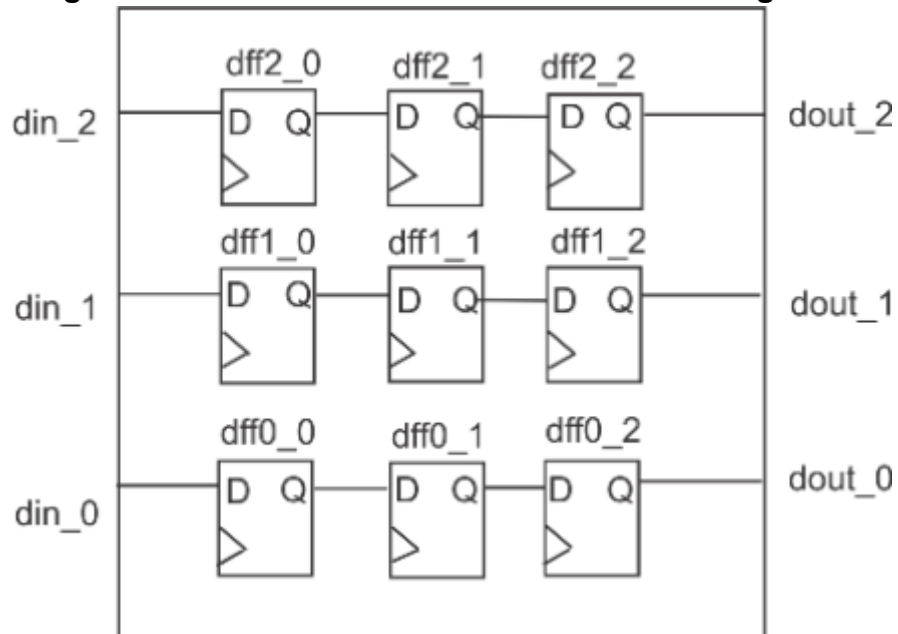 dff2_0 dff2_1 dff2_2
din_2 D Q D Q D Q dout_2
dff1_0 dff1_1 dff1_2
din_1 D Q D Q D Q dout_1
dff0_0 dff0_1 dff0_2
din_0 D Q D Q D Q dout_0